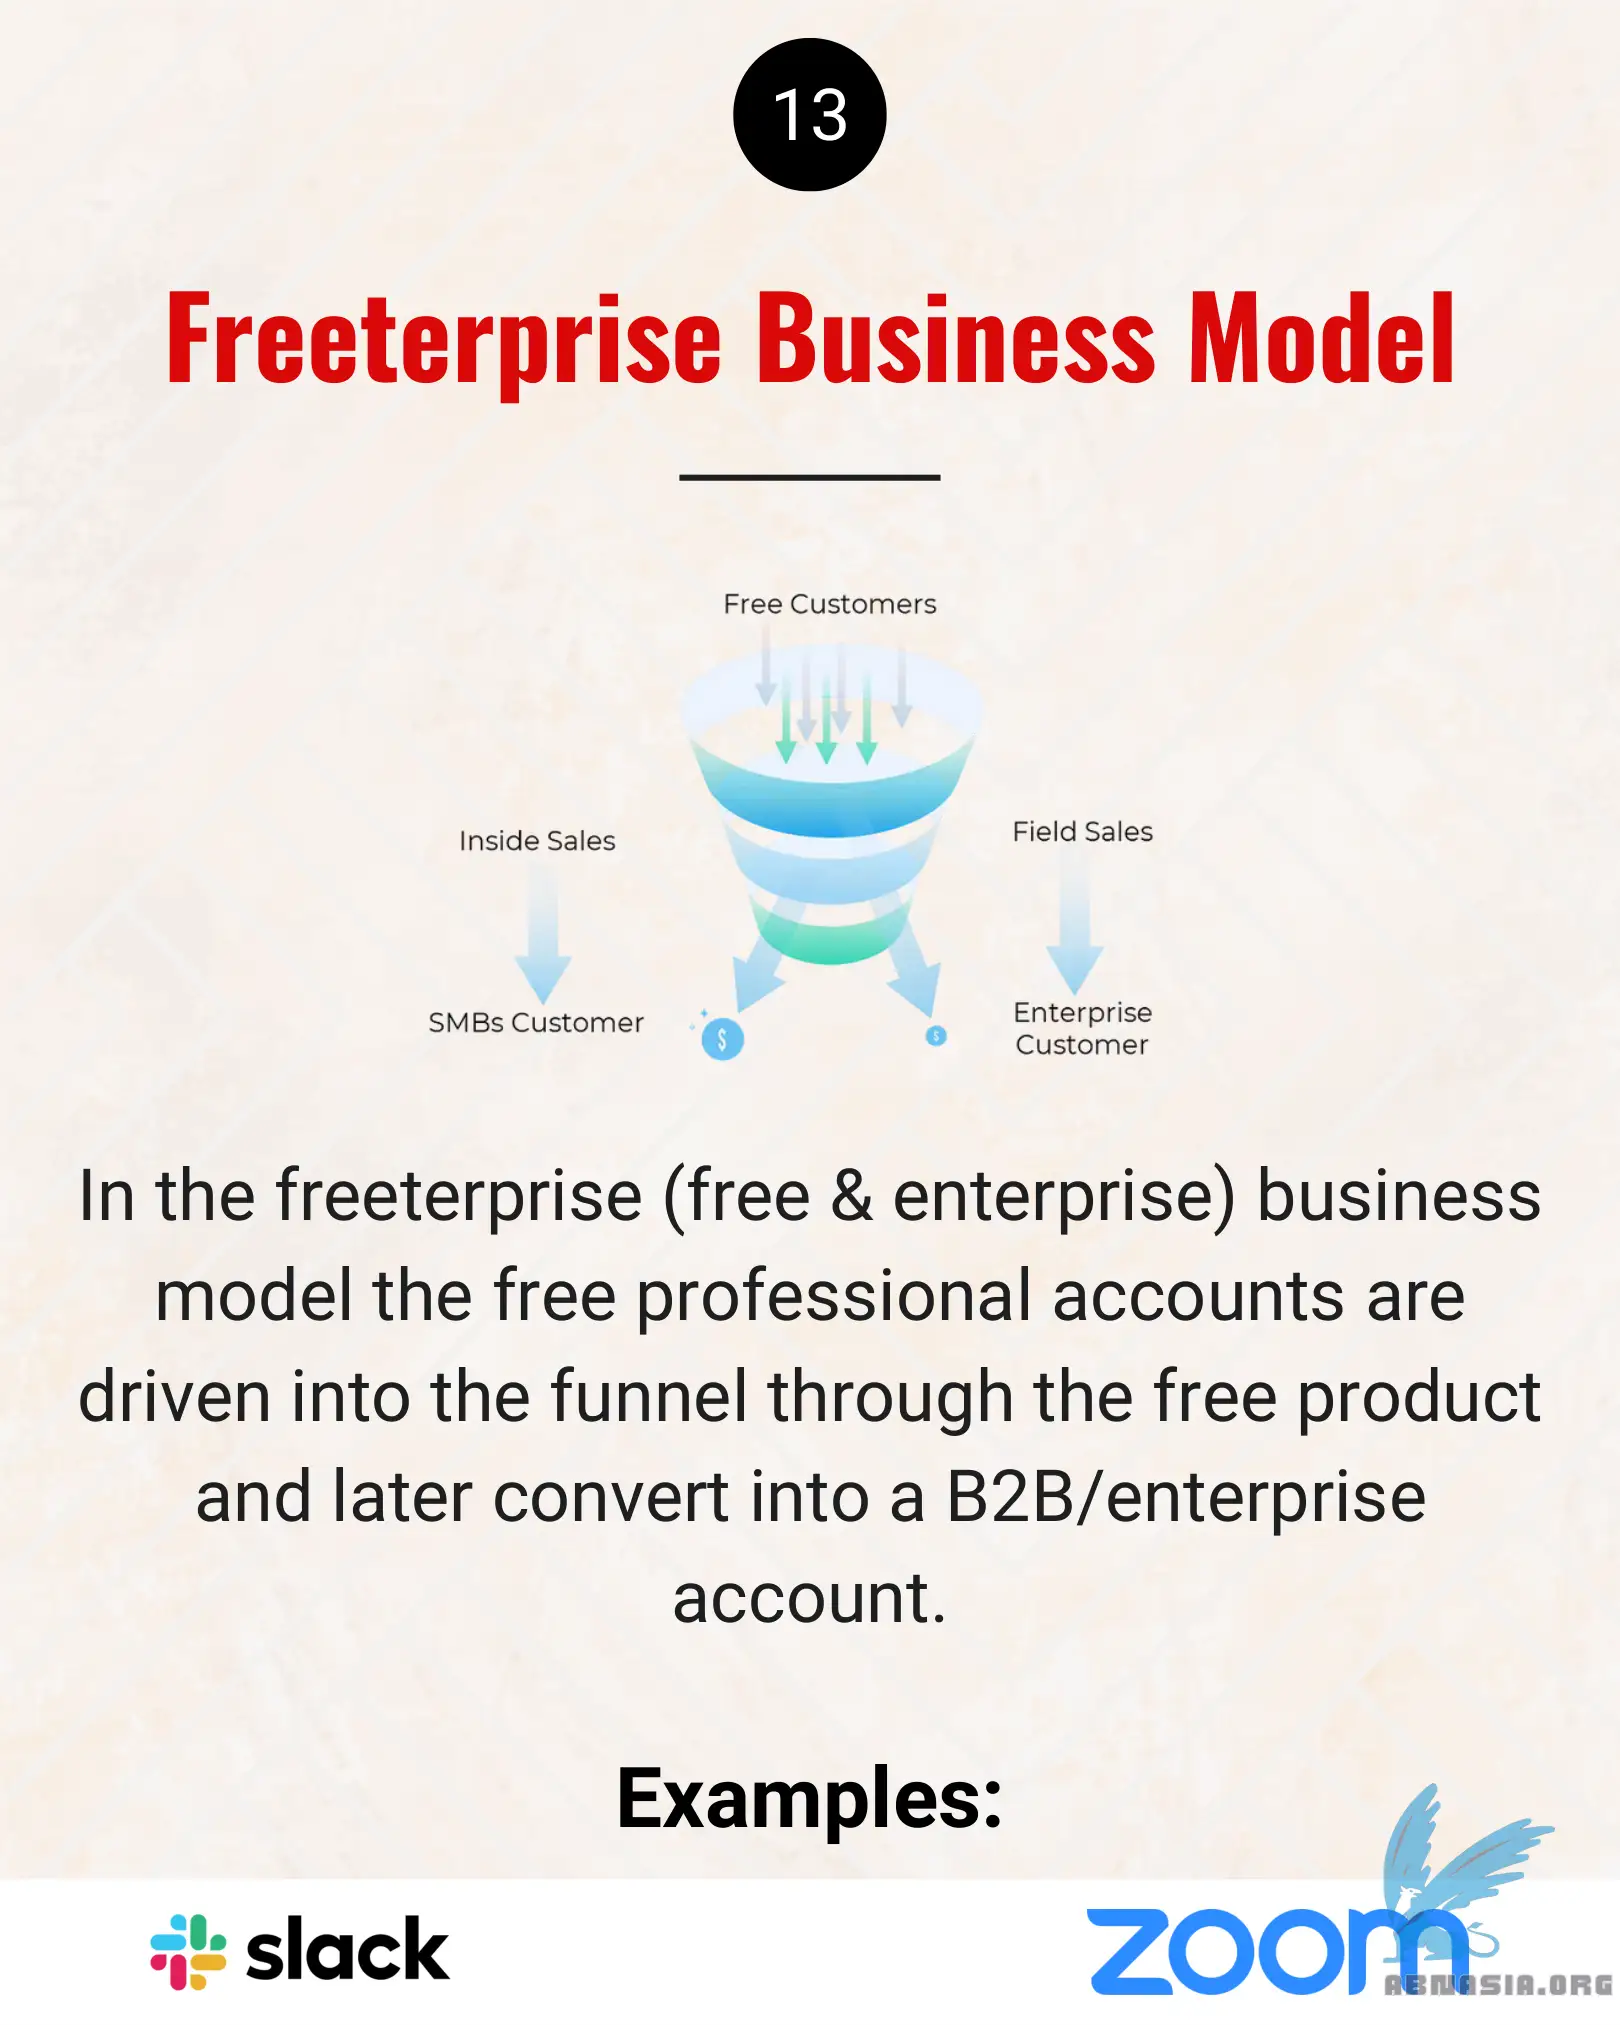 13
Freeterprise Business Model
Free Customers
Inside Sales
Field Sales
SMBs Customer
$
$
Enterprise
Customer
In the freeterprise (free & enterprise) business
model the free professional accounts are
driven into the funnel through the free product
and later convert into a B2B/enterprise
account.
Examples:
slack
zoom
ABNASIA.ORG